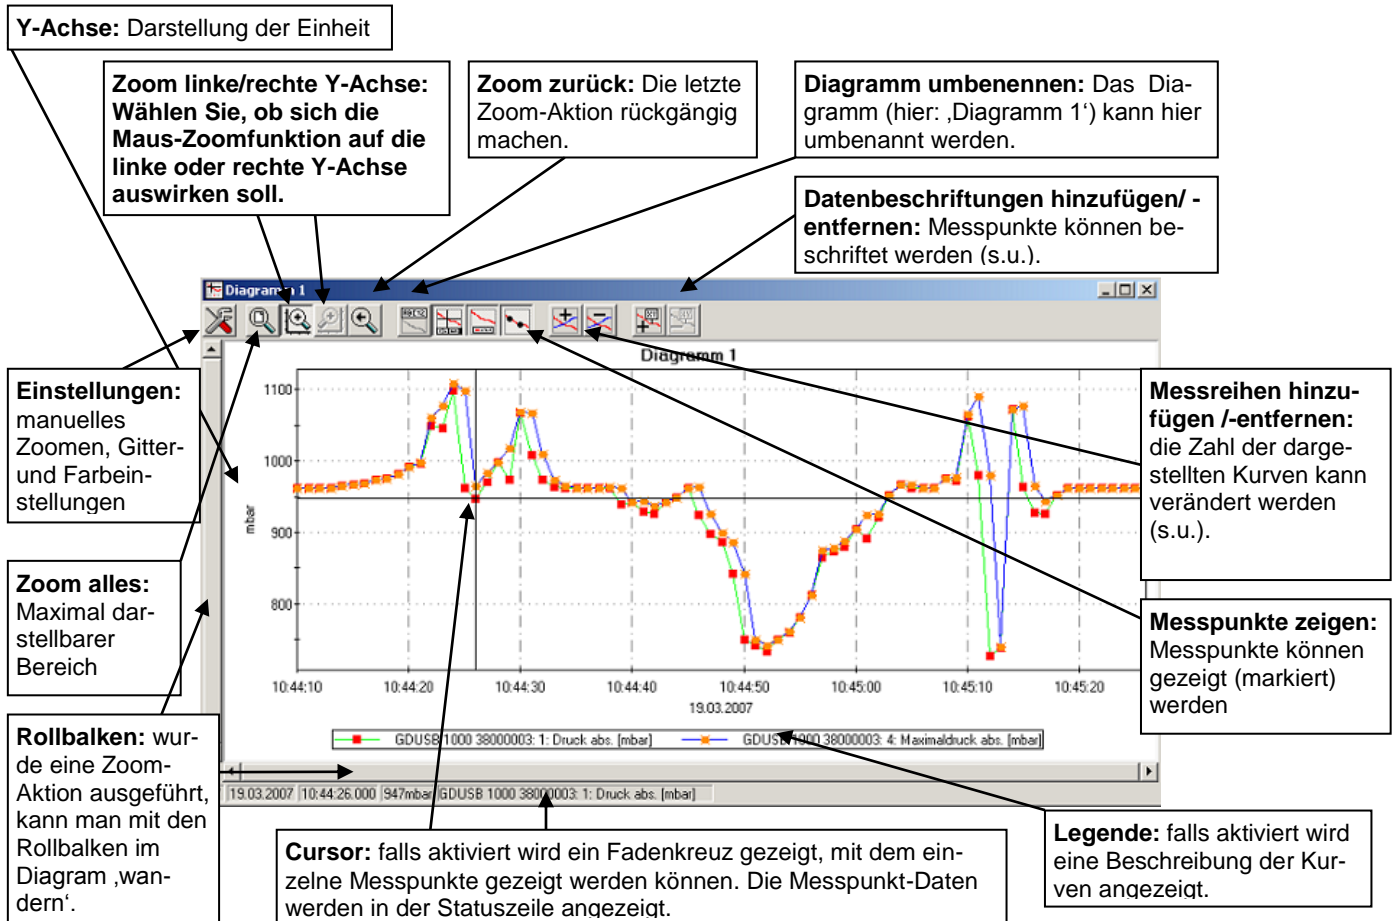 Y-Achse: Darstellung der Einheit
Zoom linke/rechte Y-Achse:
Wählen Sie, ob sich die
Maus-Zoomfunktion auf die
linke oder rechte Y-Achse
auswirken soll.
Zoom zurück: Die letzte
Zoom-Aktion rückgängig
machen.
Diagramm umbenennen: Das Dia-
gramm (hier: ‚Diagramm 1‘) kann hier
umbenannt werden.
Datenbeschriftungen hinzufügen/ -
entfernen: Messpunkte können be-
schriftet werden (s.u.).
Diagramm 1
Diagramm 1
Einstellungen:
manuelles
Zoomen, Gitter-
und Farbein-
stellungen
Zoom alles:
Maximal dar-
stellbarer
Bereich
Rollbalken: wur-
de eine Zoom-
Aktion ausgeführt,
kann man mit den
Rollbalken im
Diagram ‚wan-
dern‘.
mbar
1100
1000
900
800
10:44:10 10:44:20 10:44:30 10:44:40 10:44:50 10:45:00 10:45:10 10:45:20
19.03.2007
GDUSB 1000 38000003: 1: Druck abs. [mbar] GDUSB 1000 38000003: 4: Maximaldruck abs. [mbar]
19.03.2007 10:44:26.000 947mbar GDUSB 1000 38000003: 1: Druck abs. [mbar]
Messreihen hinzu-
fügen /-entfernen:
die Zahl der darge-
stellten Kurven kann
verändert werden
(s.u.).
Messpunkte zeigen:
Messpunkte können
gezeigt (markiert)
werden
Cursor: falls aktiviert wird ein Fadenkreuz gezeigt, mit dem ein-
zelne Messpunkte gezeigt werden können. Die Messpunkt-Daten
werden in der Statuszeile angezeigt.
Legende: falls aktiviert wird
eine Beschreibung der Kur-
ven angezeigt.